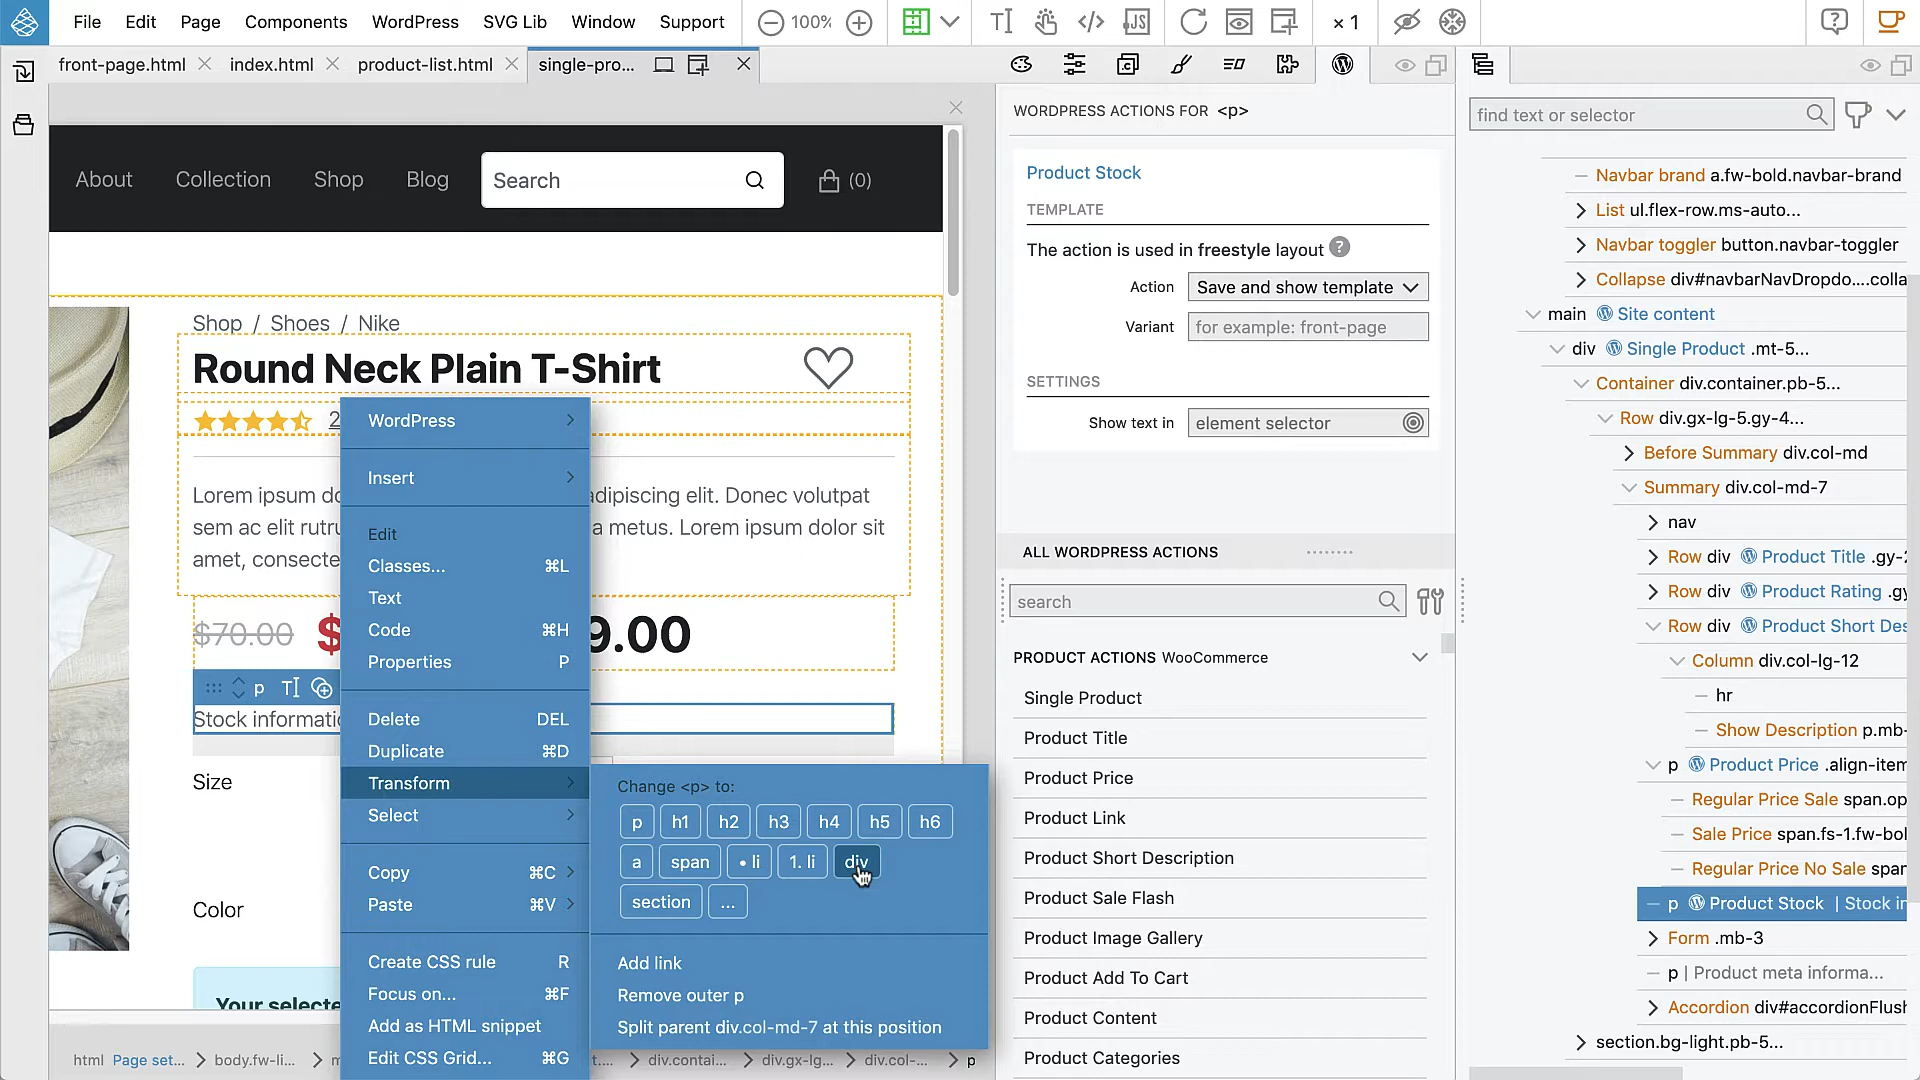 File Edit Page Components WordPress SVG Lib Window Support 100% JS × 1
front-page.html index.html product-list.html single-pro...
WORDPRESS ACTIONS FOR <p>
find text or selector
About Collection Shop Blog Search (0)
Shop / Shoes / Nike
Round Neck Plain T-Shirt
2
Lorem ipsum do
adipiscing elit. Donec volutpat
sem ac elit rutru
a metus. Lorem ipsum dolor sit
amet, consecte
$70.00 $
9.00
p
Stock informatio
Size
Color
Your selecte
WordPress
Insert
Edit
Classes... ⌘L
Text
Code ⌘H
Properties P
Delete DEL
Duplicate ⌘D
Transform
Select
Copy ⌘C
Paste ⌘V
Create CSS rule R
Focus on... ⌘F
Add as HTML snippet
Edit CSS Grid... ⌘G
Change <p> to:
p h1 h2 h3 h4 h5 h6
a span • li 1. li div
section ...
Add link
Remove outer p
Split parent div.col-md-7 at this position
html Page set... body.fw-li... m t.... div.contai... div.gx-lg... div.col-... p
Product Stock
TEMPLATE
The action is used in freestyle layout ?
Action Save and show template
Variant for example: front-page
SETTINGS
Show text in element selector
ALL WORDPRESS ACTIONS
search
PRODUCT ACTIONS WooCommerce
Single Product
Product Title
Product Price
Product Link
Product Short Description
Product Sale Flash
Product Image Gallery
Product Add To Cart
Product Content
Product Categories
Navbar brand a.fw-bold.navbar-brand
List ul.flex-row.ms-auto...
Navbar toggler button.navbar-toggler
Collapse div#navbarNavDropdo....colla
main Site content
div Single Product .mt-5...
Container div.container.pb-5...
Row div.gx-lg-5.gy-4...
Before Summary div.col-md
Summary div.col-md-7
nav
Row div Product Title .gy-2
Row div Product Rating .gy
Row div Product Short Des
Column div.col-lg-12
hr
Show Description p.mb-
p Product Price .align-item
Regular Price Sale span.op
Sale Price span.fs-1.fw-bol
Regular Price No Sale span
p Product Stock | Stock in
Form .mb-3
p | Product meta informa...
Accordion div#accordionFlush
section.bg-light.pb-5...